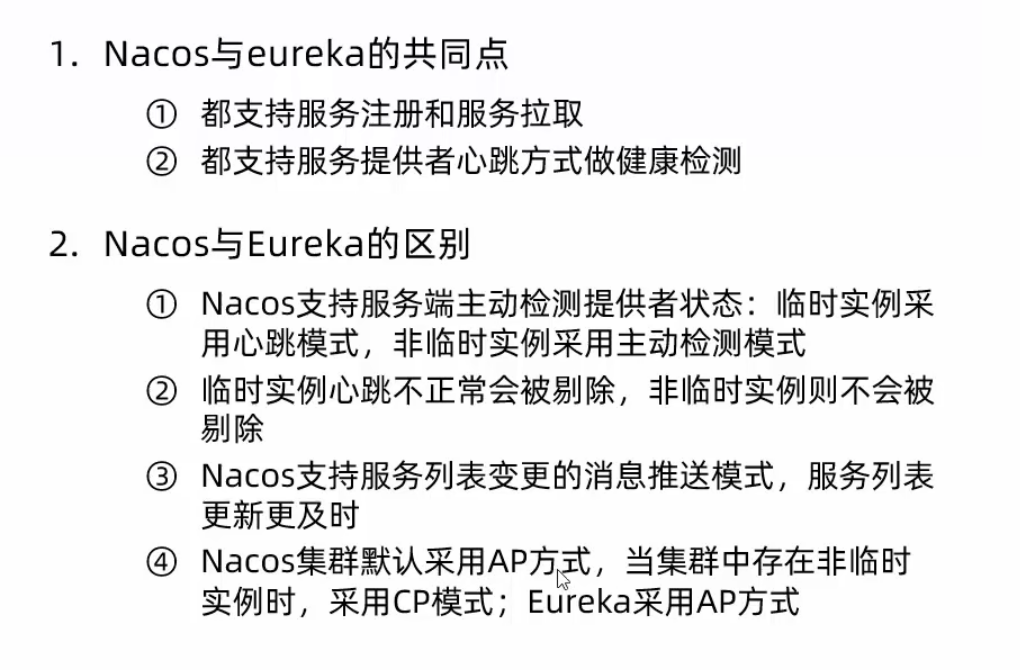 1. Nacos与eureka的共同点
① 都支持服务注册和服务拉取
② 都支持服务提供者心跳方式做健康检测
2. Nacos与Eureka的区别
① Nacos支持服务端主动检测提供者状态：临时实例采
用心跳模式，非临时实例采用主动检测模式
② 临时实例心跳不正常会被剔除，非临时实例则不会被
剔除
③ Nacos支持服务列表变更的消息推送模式，服务列表
更新更及时
④ Nacos集群默认采用AP方式，当集群中存在非临时
实例时，采用CP模式；Eureka采用AP方式